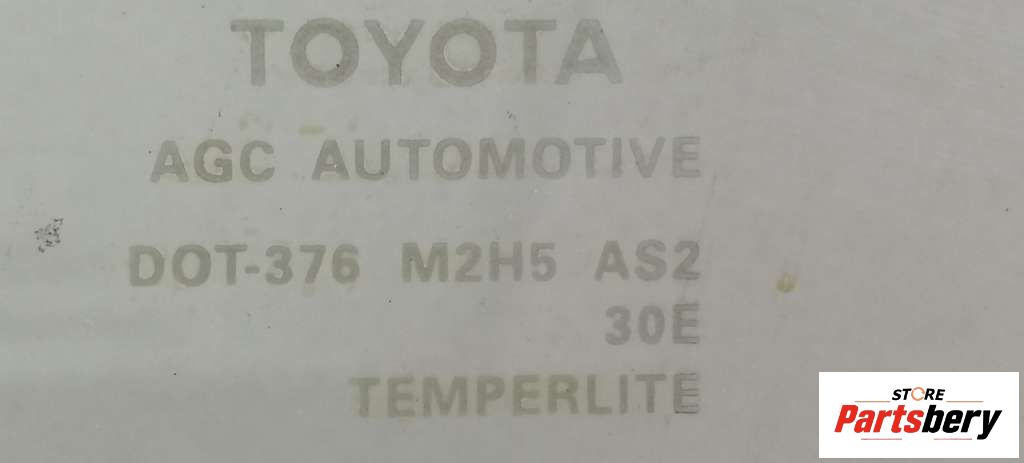 TOYOTA
AGC AUTOMOTIVE
DOT-376 M2H5 AS2
30E
TEMPERLITE
STORE
Partsbery